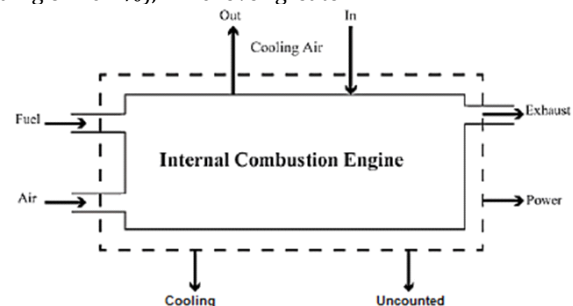 Out
In
Cooling Air
Fuel
Exhaust
Internal Combustion Engine
Air
Power
Cooling
Uncounted